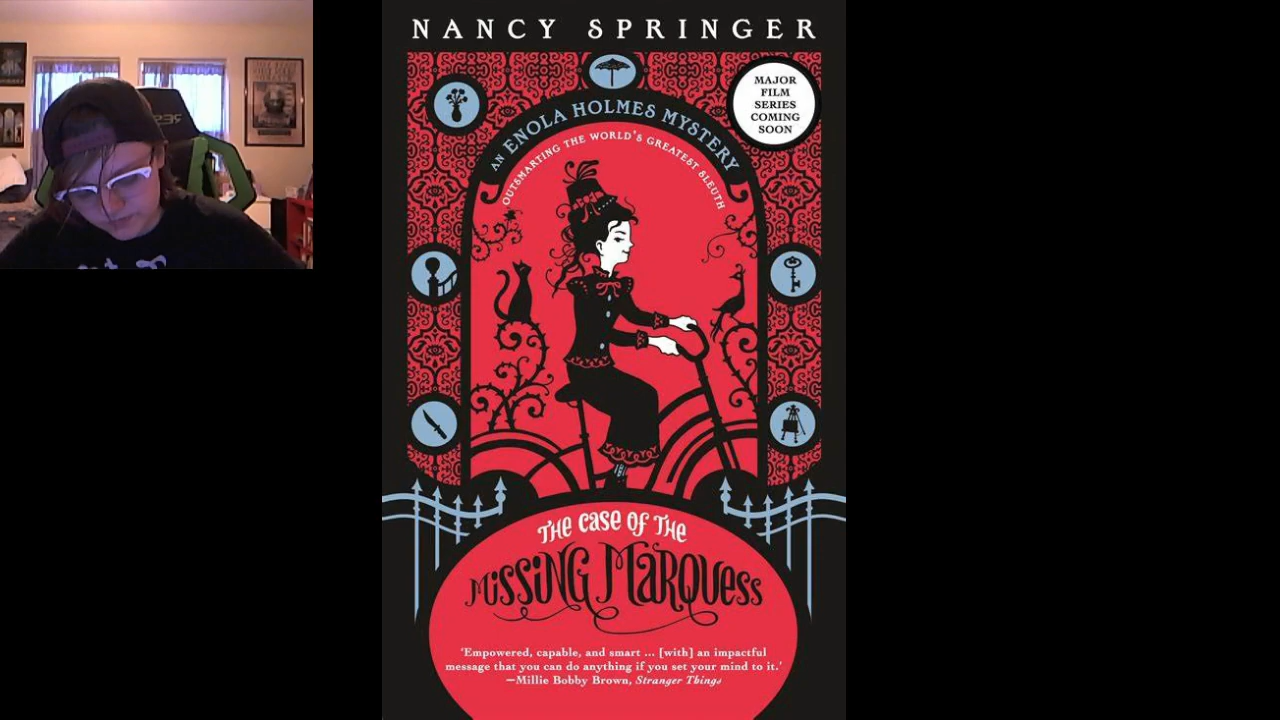 NANCY SPRINGER
MAJOR
FILM
SERIES
COMING
SOON
AN ENOLA HOLMES MYSTERY
OUTSMARTING THE WORLD'S GREATEST SLEUTH
THE CASE OF THE
MISSING MARQUESS
'Empowered, capable, and smart ... [with] an impactful
message that you can do anything if you set your mind to it.'
—Millie Bobby Brown, Stranger Things